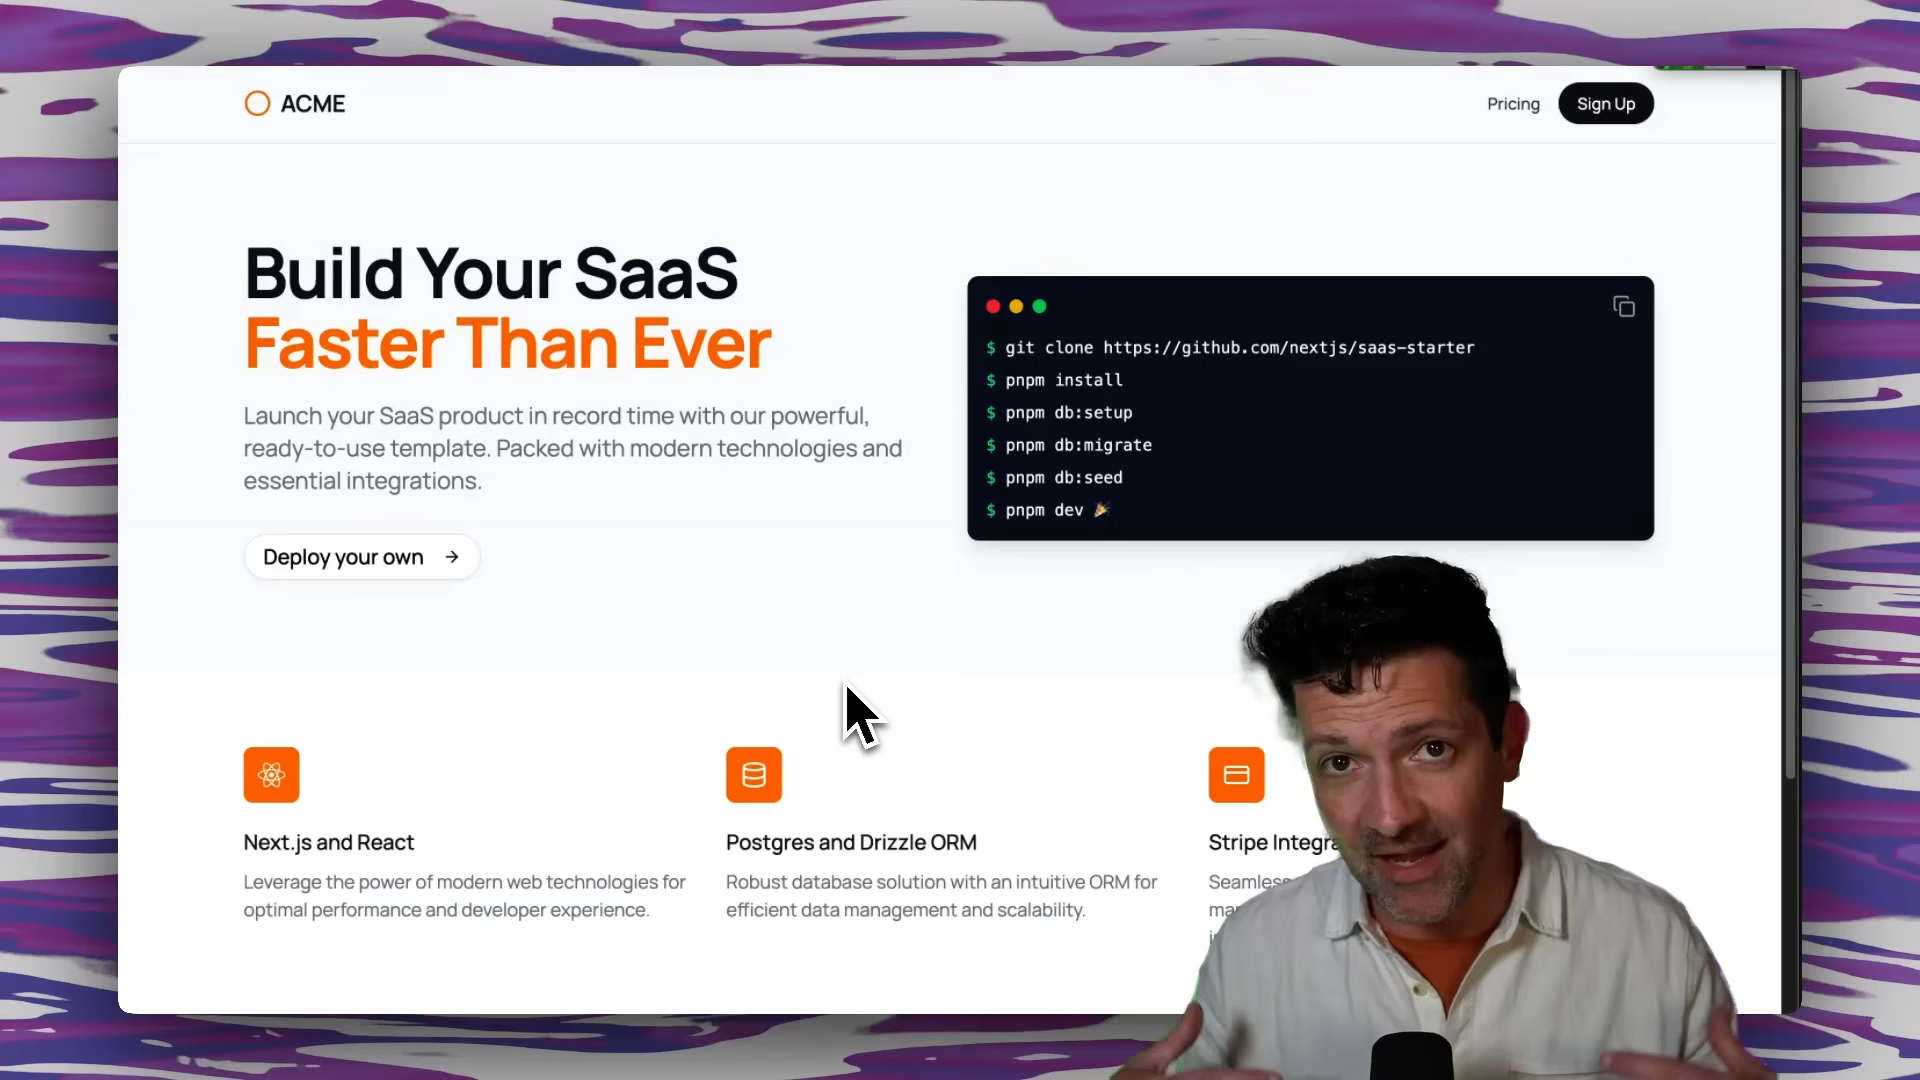 ACME
Pricing
Sign Up
Build Your SaaS
Faster Than Ever
Launch your SaaS product in record time with our powerful,
ready-to-use template. Packed with modern technologies and
essential integrations.
Deploy your own →
$ git clone https://github.com/nextjs/saas-starter
$ pnpm install
$ pnpm db:setup
$ pnpm db:migrate
$ pnpm db:seed
$ pnpm dev 🎉
Next.js and React
Leverage the power of modern web technologies for
optimal performance and developer experience.
Postgres and Drizzle ORM
Robust database solution with an intuitive ORM for
efficient data management and scalability.
Stripe